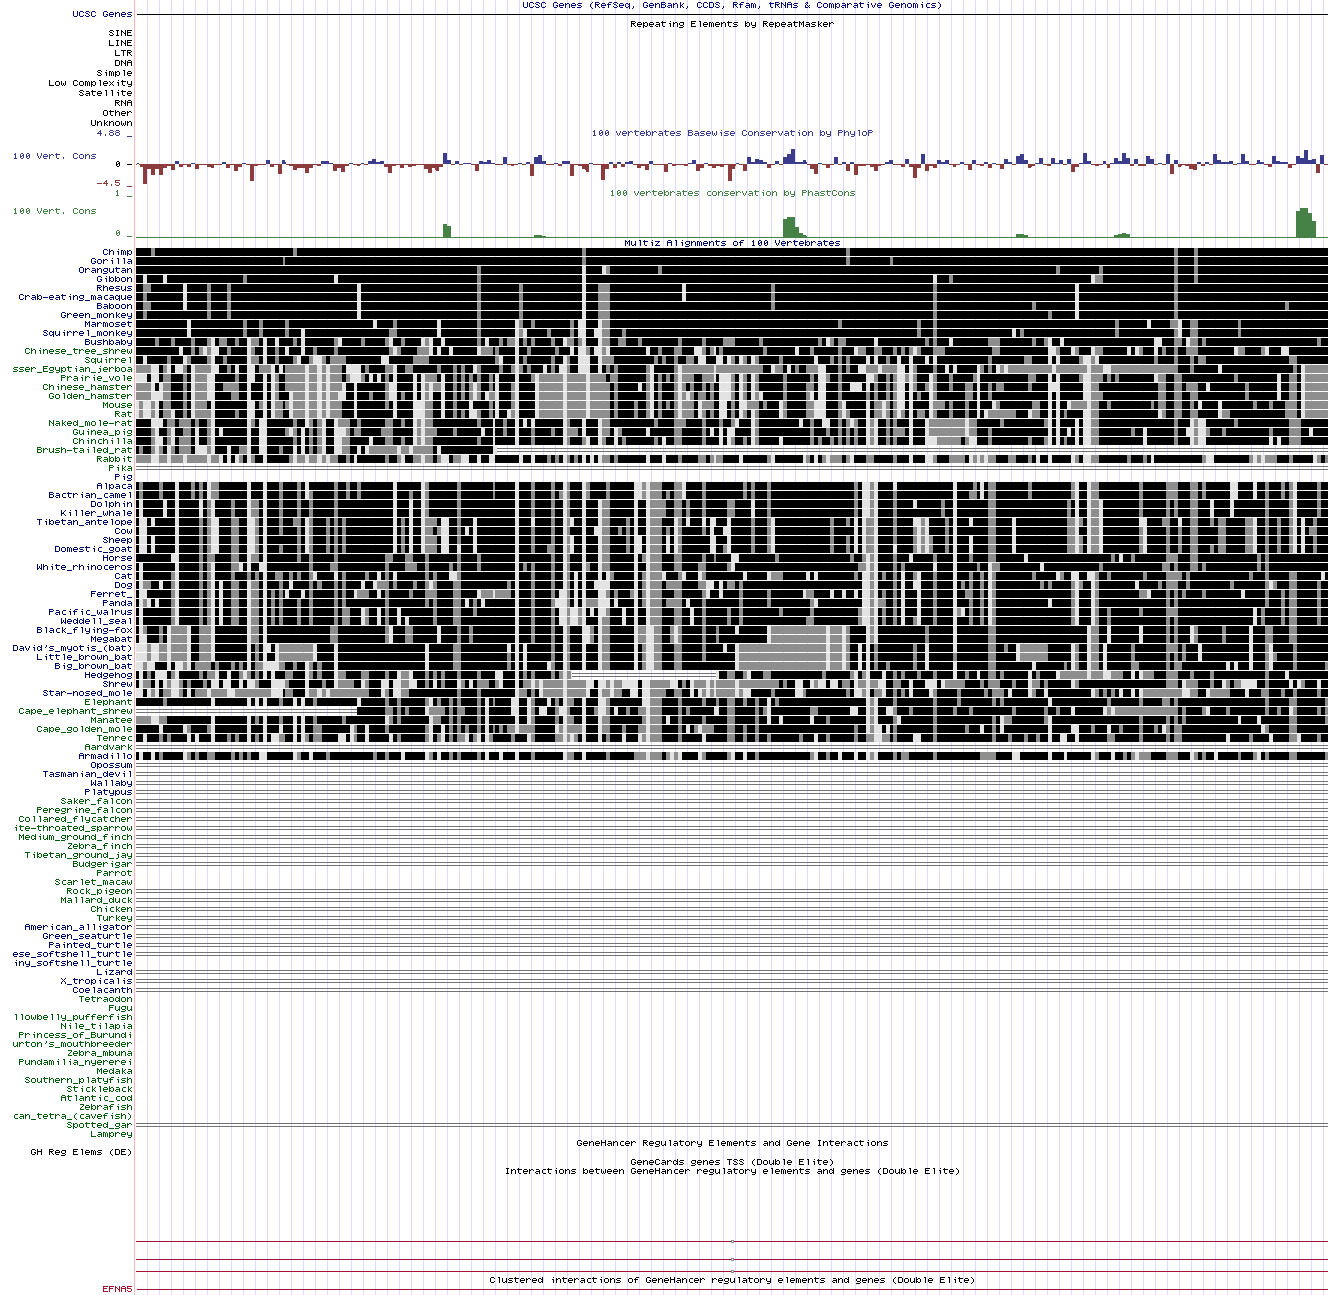 UCSC Genes (RefSeq, GenBank, CCDS, Rfam, tRNAs & Comparative Genomics)
UCSC Genes
Repeating Elements by RepeatMasker
SINE
LINE
LTR
DNA
Simple
Low Complexity
Satellite
RNA
Other
Unknown
4.88 _
100 vertebrates Basewise Conservation by PhyloP
100 Vert. Cons
0 -
-4.5 _
1 _
100 vertebrates conservation by PhastCons
100 Vert. Cons
0 _
Multiz Alignments of 100 Vertebrates
Chimp
Gorilla
Orangutan
Gibbon
Rhesus
Crab-eating_macaque
Baboon
Green_monkey
Marmoset
Squirrel_monkey
Bushbaby
Chinese_tree_shrew
Squirrel
sser_Egyptian_jerboa
Prairie_vole
Chinese_hamster
Golden_hamster
Mouse
Rat
Naked_mole-rat
Guinea_pig
Chinchilla
Brush-tailed_rat
Rabbit
Pika
Pig
Alpaca
Bactrian_camel
Dolphin
Killer_whale
Tibetan_antelope
Cow
Sheep
Domestic_goat
Horse
White_rhinoceros
Cat
Dog
Ferret_
Panda
Pacific_walrus
Weddell_seal
Black_flying-fox
Megabat
David's_myotis_(bat)
Little_brown_bat
Big_brown_bat
Hedgehog
Shrew
Star-nosed_mole
Elephant
Cape_elephant_shrew
Manatee
Cape_golden_mole
Tenrec
Aardvark
Armadillo
Opossum
Tasmanian_devil
Wallaby
Platypus
Saker_falcon
Peregrine_falcon
Collared_flycatcher
ite-throated_sparrow
Medium_ground_finch
Zebra_finch
Tibetan_ground_jay
Budgerigar
Parrot
Scarlet_macaw
Rock_pigeon
Mallard_duck
Chicken
Turkey
American_alligator
Green_seaturtle
Painted_turtle
ese_softshell_turtle
iny_softshell_turtle
Lizard
X_tropicalis
Coelacanth
Tetraodon
Fugu
llowbelly_pufferfish
Nile_tilapia
Princess_of_Burundi
urton's_mouthbreeder
Zebra_mbuna
Pundamilia_nyererei
Medaka
Southern_platyfish
Stickleback
Atlantic_cod
Zebrafish
can_tetra_(cavefish)
Spotted_gar
Lamprey
GeneHancer Regulatory Elements and Gene Interactions
GH Reg Elems (DE)
GeneCards genes TSS (Double Elite)
Interactions between GeneHancer regulatory elements and genes (Double Elite)
Clustered interactions of GeneHancer regulatory elements and genes (Double Elite)
EFNA5